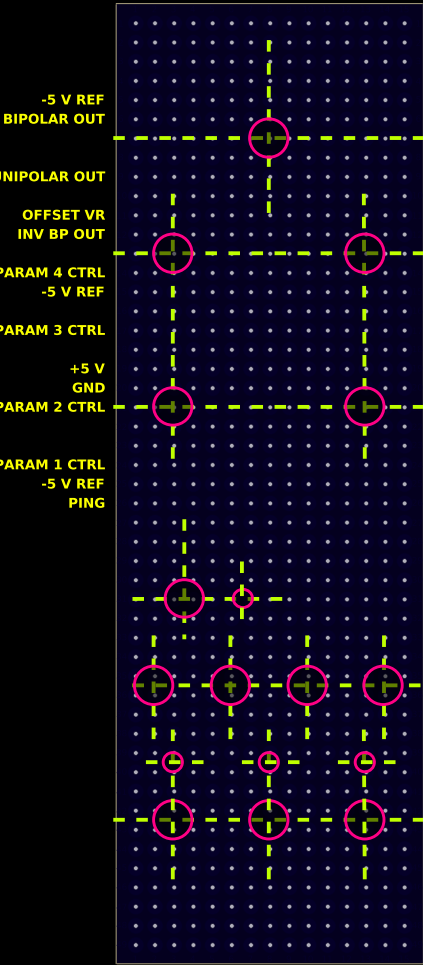 -5 V REF
BIPOLAR OUT
UNIPOLAR OUT
OFFSET VR
INV BP OUT
PARAM 4 CTRL
-5 V REF
PARAM 3 CTRL
+5 V
GND
PARAM 2 CTRL
PARAM 1 CTRL
-5 V REF
PING